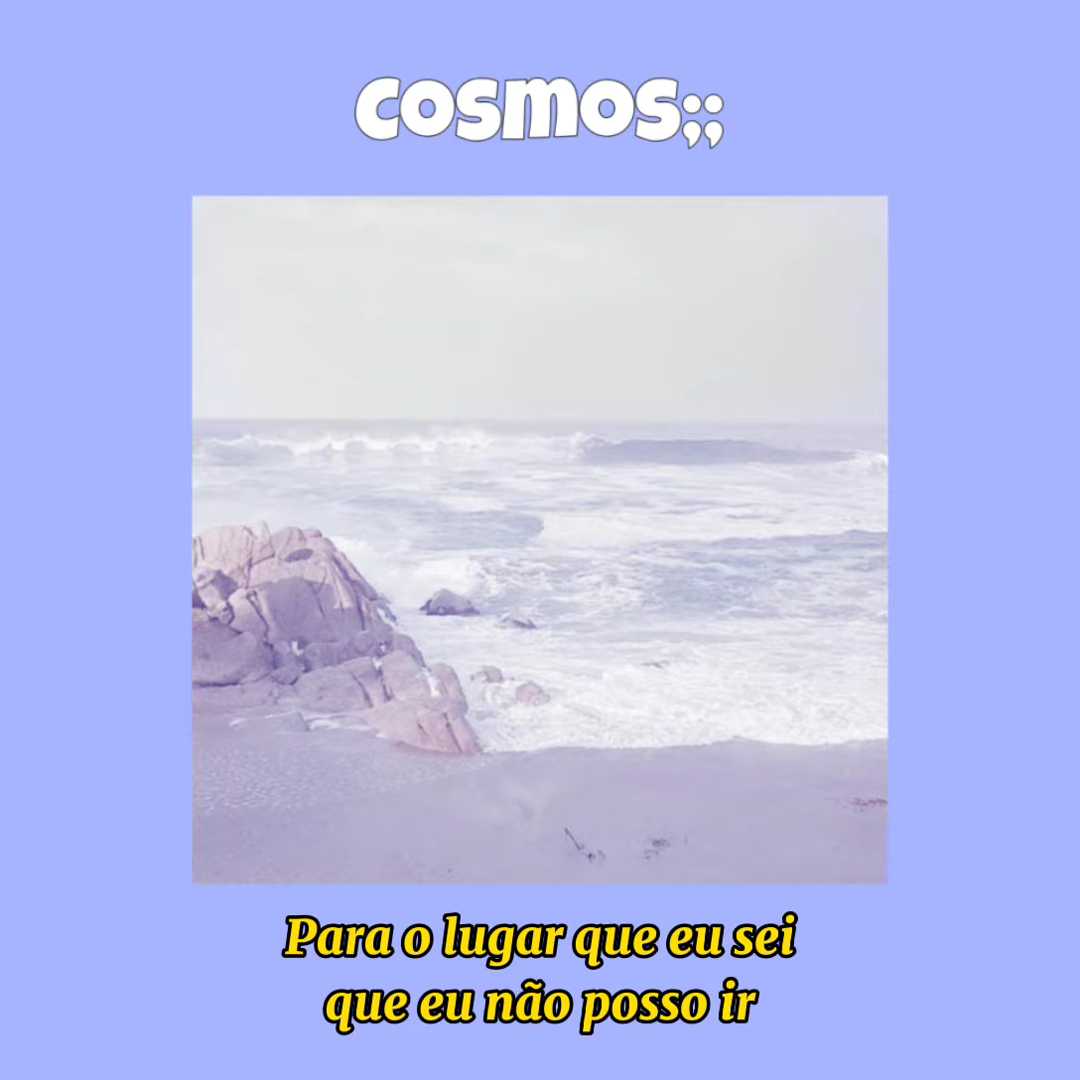 cosmos;;
Para o lugar que eu sei
que eu não posso ir